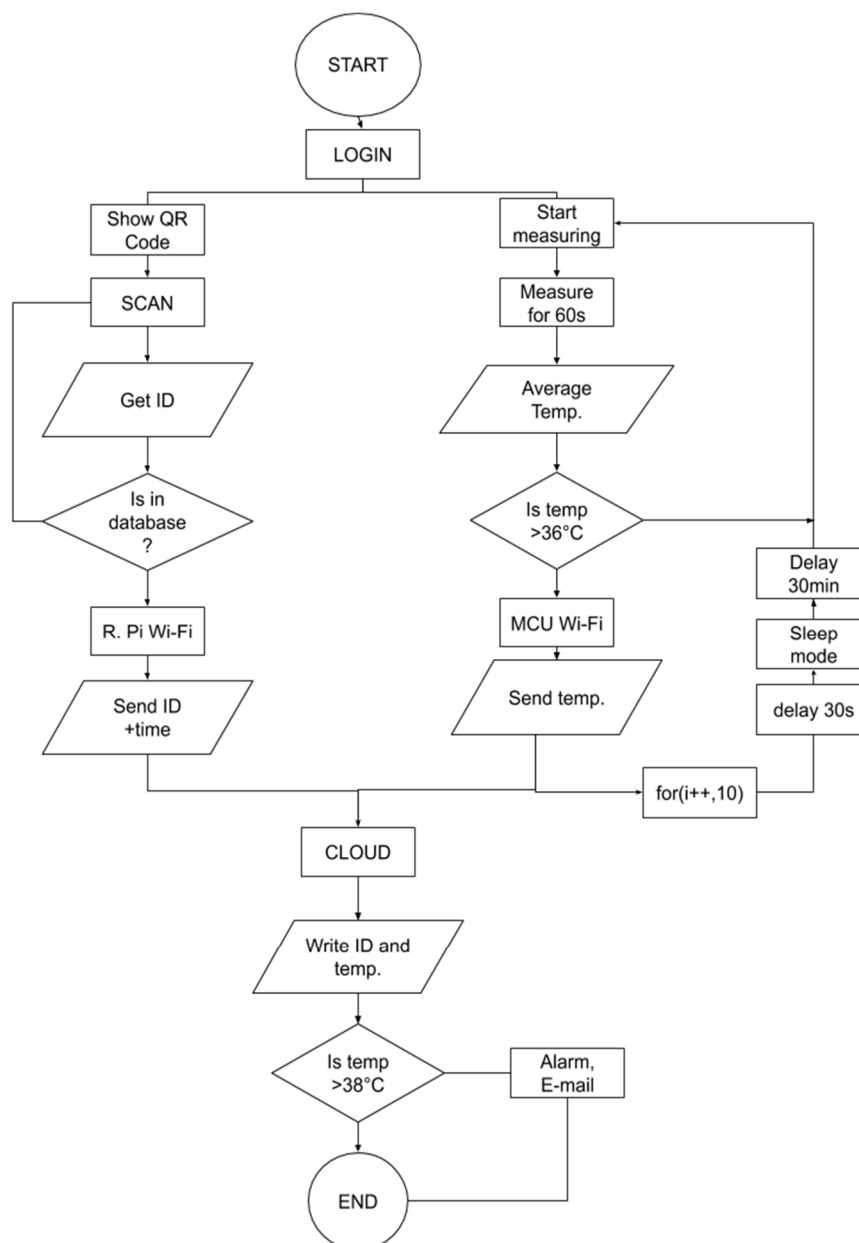 START
LOGIN
Show QR
Code
SCAN
Get ID
Is in
database
?
R. Pi Wi-Fi
Send ID
+time
Start
measuring
Measure
for 60s
Average
Temp.
Is temp
>36°C
MCU Wi-Fi
Send temp.
for(i++,10)
delay 30s
Sleep
mode
Delay
30min
CLOUD
Write ID and
temp.
Is temp
>38°C
Alarm,
E-mail
END